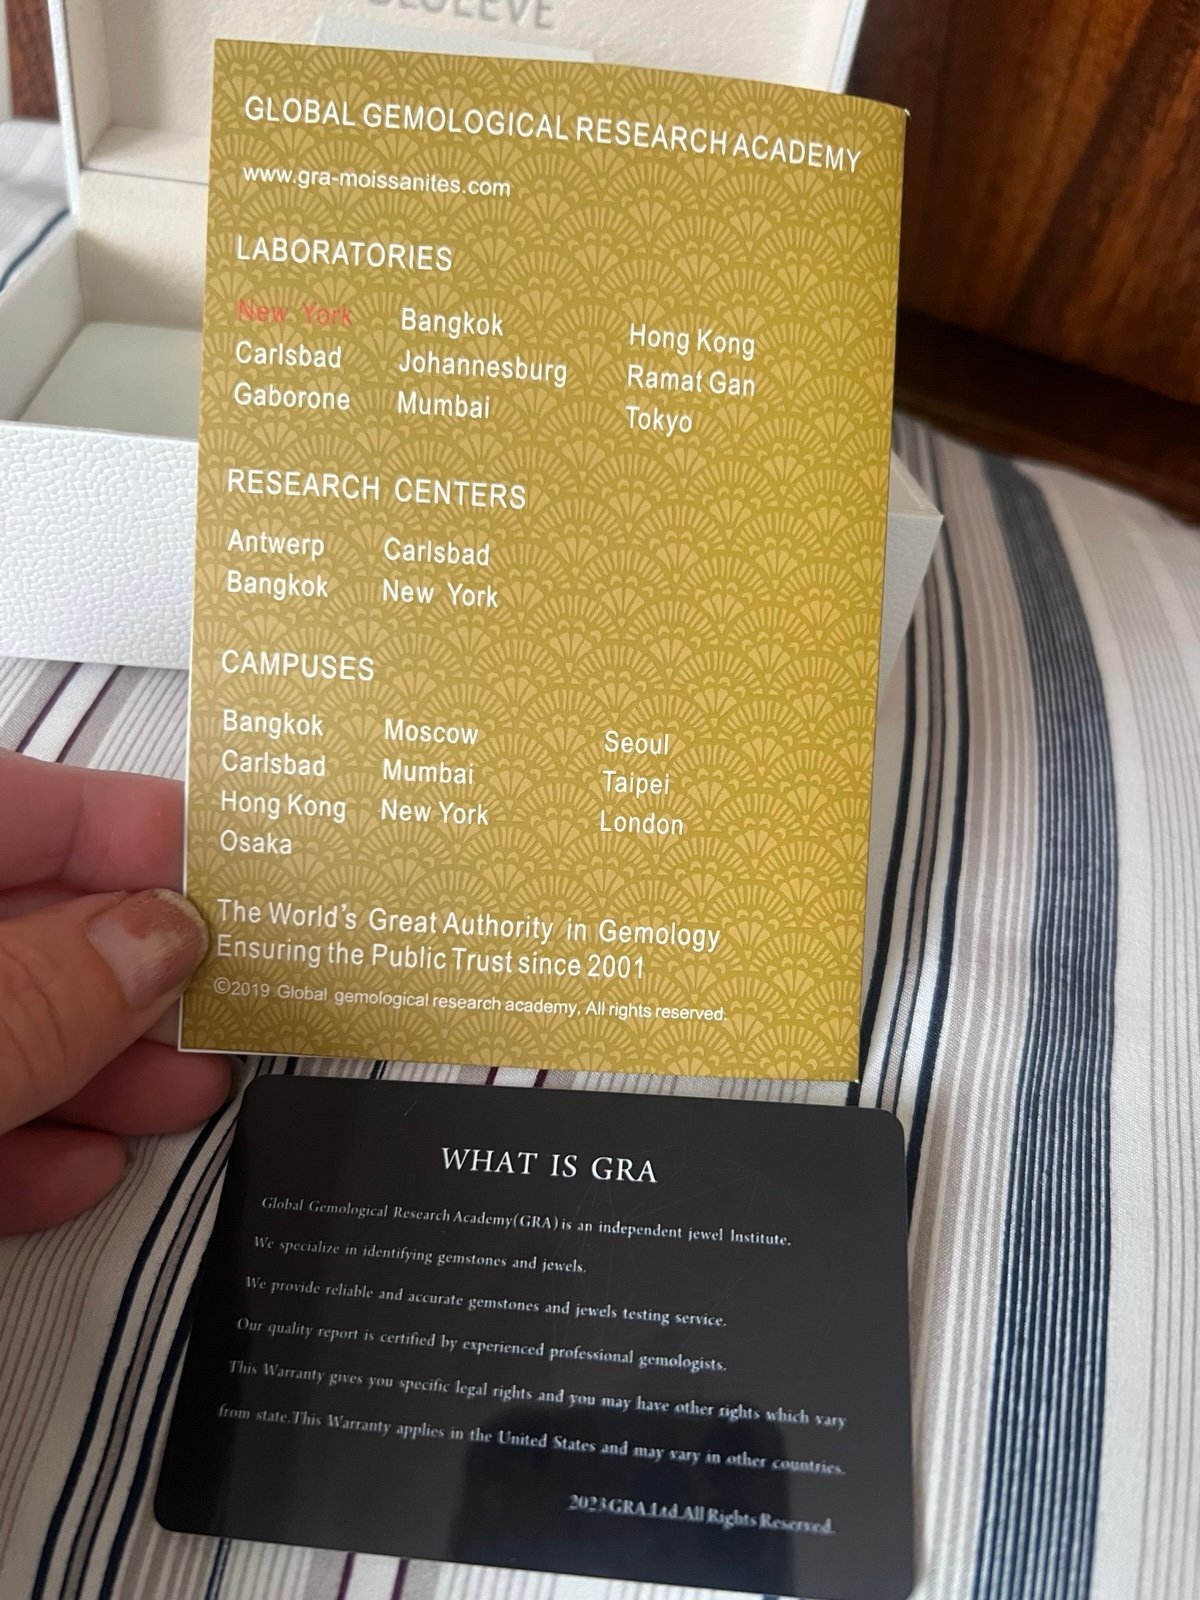 GLOBAL GEMOLOGICAL RESEARCH ACADEMY
www.gra-moissanites.com
LABORATORIES
New York Bangkok Hong Kong
Carlsbad Johannesburg Ramat Gan
Gaborone Mumbai Tokyo
RESEARCH CENTERS
Antwerp Carlsbad
Bangkok New York
CAMPUSES
Bangkok Moscow Seoul
Carlsbad Mumbai Taipei
Hong Kong New York London
Osaka
The World's Great Authority in Gemology
Ensuring the Public Trust since 2001
©2019 Global gemological research academy, All rights reserved.
WHAT IS GRA
Global Gemological Research Academy(GRA) is an independent jewel Institute.
We specialize in identifying gemstones and jewels.
We provide reliable and accurate gemstones and jewels testing service.
Our quality report is certified by experienced professional gemologists.
This Warranty gives you specific legal rights and you may have other rights which vary
from state.This Warranty applies in the United States and may vary in other countries.
2023GRA.Ltd.All Rights Reserved.